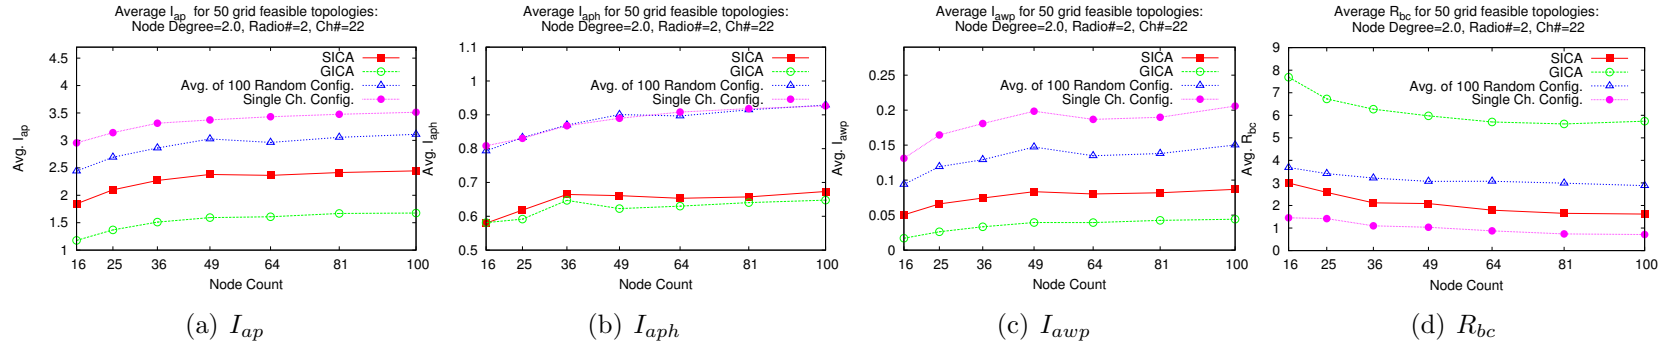 Average I_ap for 50 grid feasible topologies:
Node Degree=2.0, Radio#=2, Ch#=22
SICA
GICA
Avg. of 100 Random Config.
Single Ch. Config.
Avg. I_ap
4.5
4
3.5
3
2.5
2
1.5
1
16 25 36 49 64 81 100
Node Count
(a) I_ap
Average I_aph for 50 grid feasible topologies:
Node Degree=2.0, Radio#=2, Ch#=22
SICA
GICA
Avg. of 100 Random Config.
Single Ch. Config.
Avg. I_aph
1.1
1
0.9
0.8
0.7
0.6
0.5
16 25 36 49 64 81 100
Node Count
(b) I_aph
Average I_awp for 50 grid feasible topologies:
Node Degree=2.0, Radio#=2, Ch#=22
SICA
GICA
Avg. of 100 Random Config.
Single Ch. Config.
Avg. I_awp
0.25
0.2
0.15
0.1
0.05
0
16 25 36 49 64 81 100
Node Count
(c) I_awp
Average R_bc for 50 grid feasible topologies:
Node Degree=2.0, Radio#=2, Ch#=22
SICA
GICA
Avg. of 100 Random Config.
Single Ch. Config.
Avg. R_bc
9
8
7
6
5
4
3
2
1
0
16 25 36 49 64 81 100
Node Count
(d) R_bc